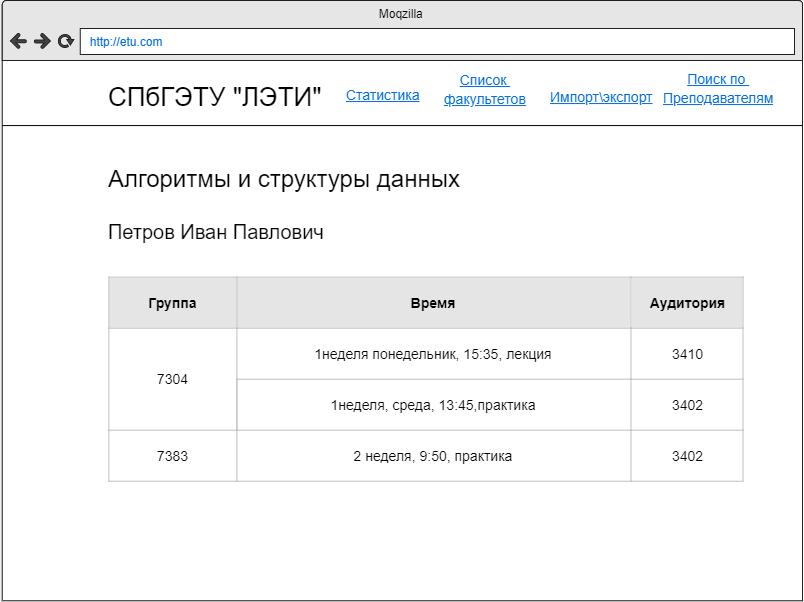 Moqzilla
http://etu.com
СПбГЭТУ "ЛЭТИ"
Статистика
Список
факультетов
Импорт\экспорт
Поиск по
Преподавателям
Алгоритмы и структуры данных
Петров Иван Павлович
Группа Время Аудитория
7304
1неделя понедельник, 15:35, лекция 3410
1неделя, среда, 13:45,практика 3402
7383 2 неделя, 9:50, практика 3402